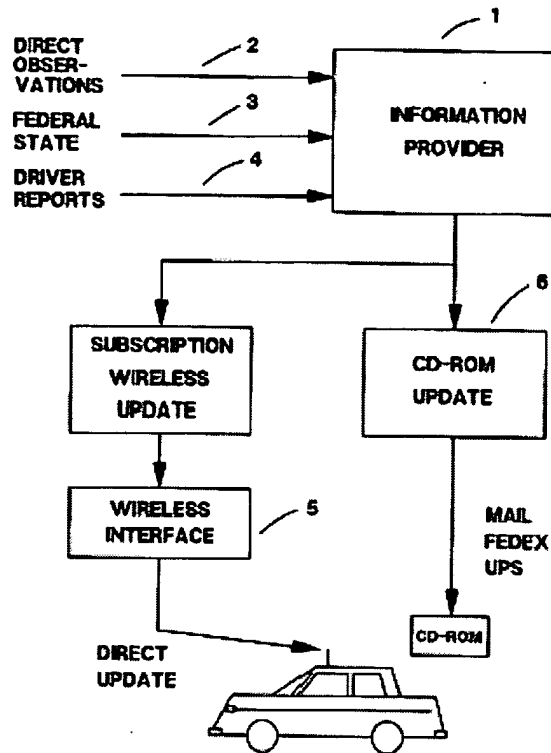 1
DIRECT
OBSER-
VATIONS
2
FEDERAL
STATE
3
DRIVER
REPORTS
4
INFORMATION
PROVIDER
6
SUBSCRIPTION
WIRELESS
UPDATE
CD-ROM
UPDATE
WIRELESS
INTERFACE
5
MAIL
FEDEX
UPS
CD-ROM
DIRECT
UPDATE